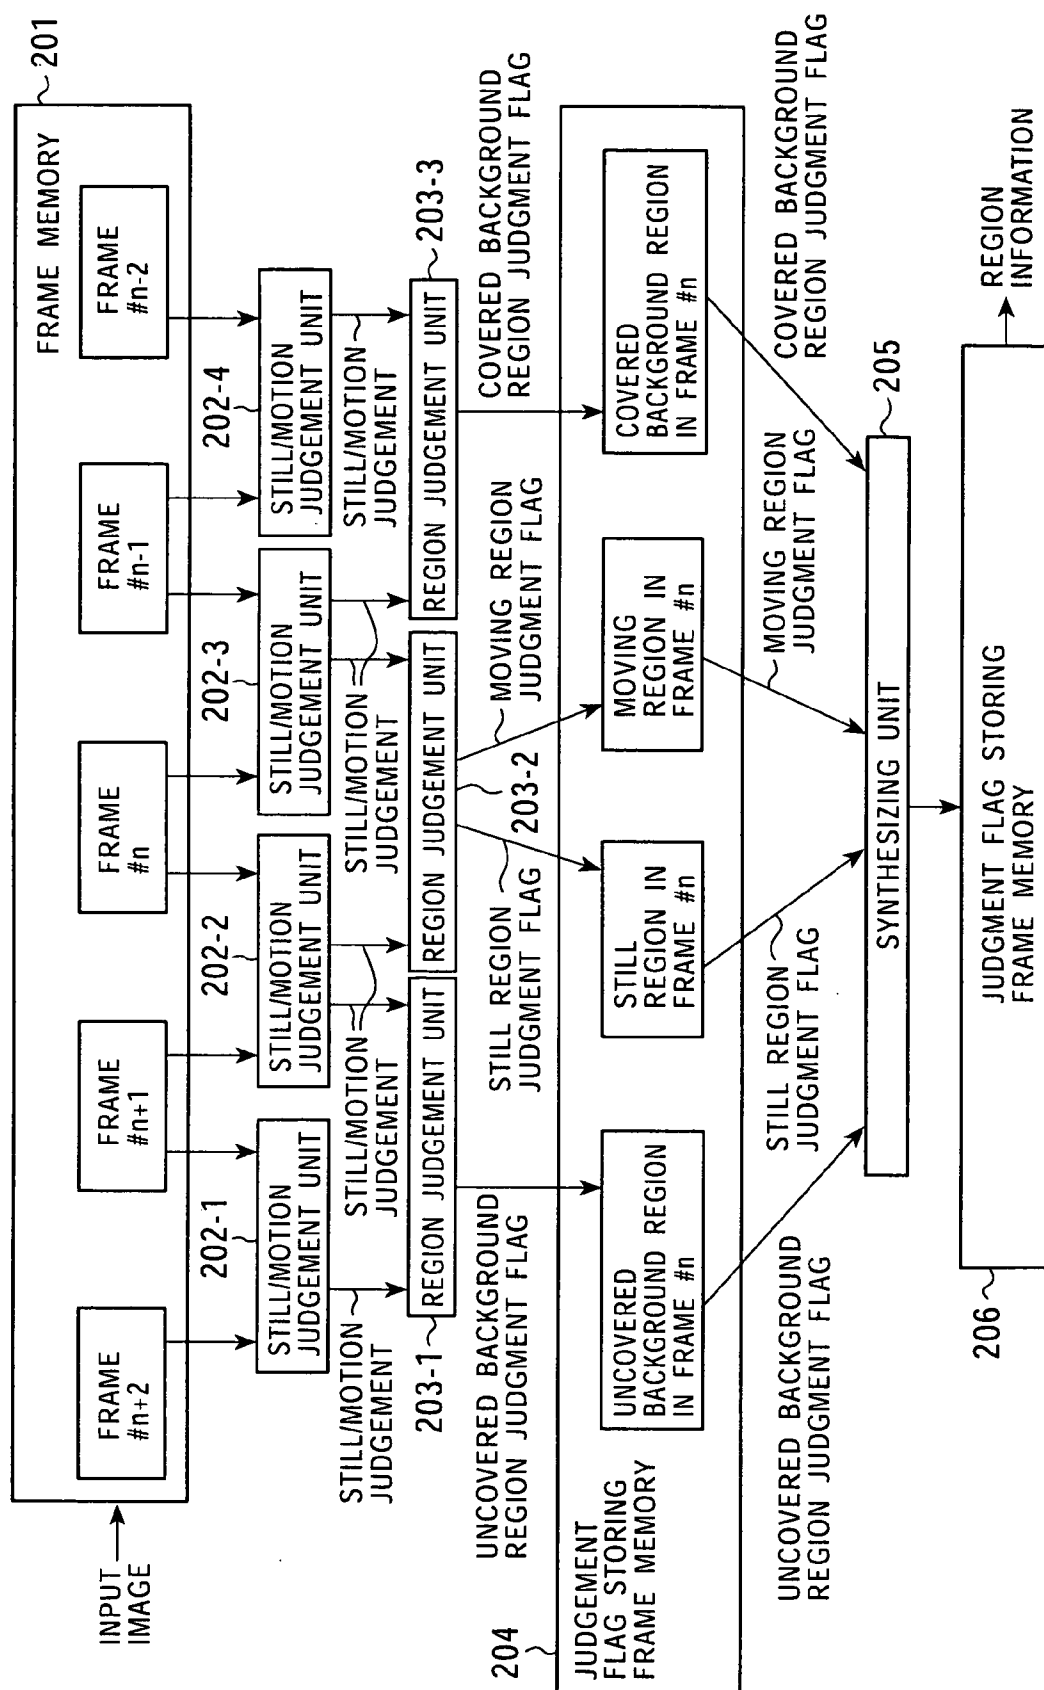 INPUT
IMAGE
FRAME MEMORY
201
FRAME
#n+2
FRAME
#n+1
FRAME
#n
FRAME
#n-1
FRAME
#n-2
202-1
202-2
202-3
202-4
STILL/MOTION
JUDGEMENT UNIT
STILL/MOTION
JUDGEMENT UNIT
STILL/MOTION
JUDGEMENT UNIT
STILL/MOTION
JUDGEMENT UNIT
STILL/MOTION
JUDGEMENT
STILL/MOTION
JUDGEMENT
STILL/MOTION
JUDGEMENT
STILL/MOTION
JUDGEMENT
203-1
REGION JUDGEMENT UNIT
REGION JUDGEMENT UNIT
REGION JUDGEMENT UNIT
203-3
203-2
UNCOVERED BACKGROUND
REGION JUDGMENT FLAG
STILL REGION
JUDGMENT FLAG
MOVING REGION
JUDGMENT FLAG
COVERED BACKGROUND
REGION JUDGMENT FLAG
204
JUDGEMENT
FLAG STORING
FRAME MEMORY
UNCOVERED
BACKGROUND REGION
IN FRAME #n
STILL
REGION IN
FRAME #n
MOVING
REGION IN
FRAME #n
COVERED
BACKGROUND REGION
IN FRAME #n
UNCOVERED BACKGROUND
REGION JUDGMENT FLAG
STILL REGION
JUDGMENT FLAG
MOVING REGION
JUDGMENT FLAG
COVERED BACKGROUND
REGION JUDGMENT FLAG
SYNTHESIZING UNIT
205
206
JUDGMENT FLAG STORING
FRAME MEMORY
REGION
INFORMATION